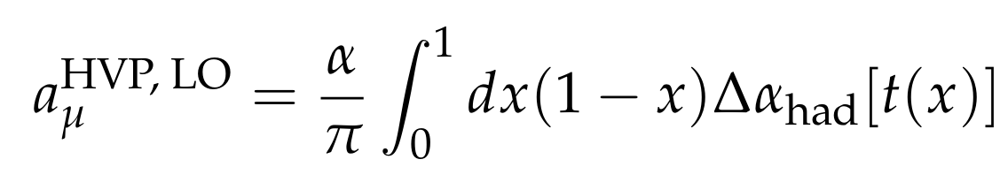 a_μ^{HVP, LO} = \frac{α}{π} \int_0^1 dx(1 − x)Δα_{had}[t(x)]